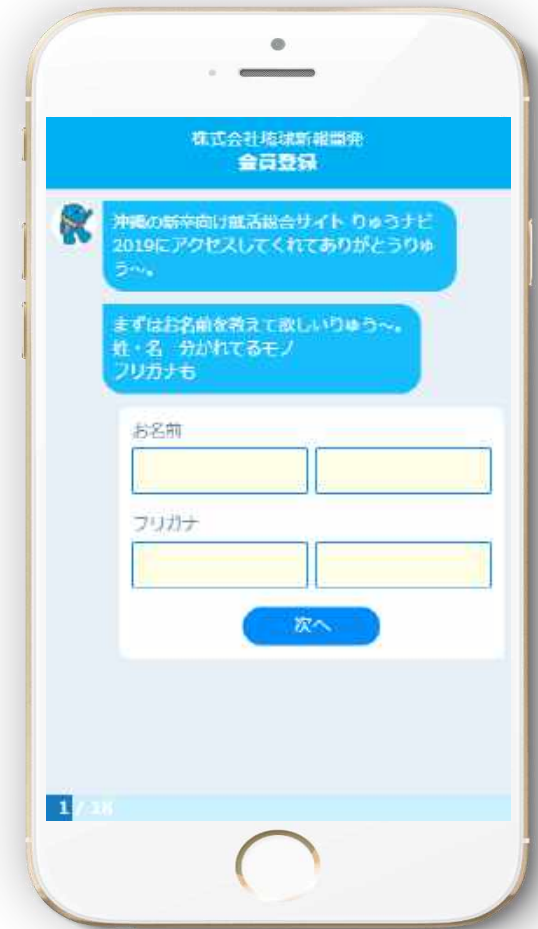 株式会社琉球新報開発
会員登録
沖縄の新卒向け就活総合サイト りゅうナビ
2019にアクセスしてくれてありがとうりゅ
う～。
まずはお名前を教えて欲しいりゅう～。
姓・名　分かれてるモノ
フリガナも
お名前
フリガナ
次へ
1 / 18